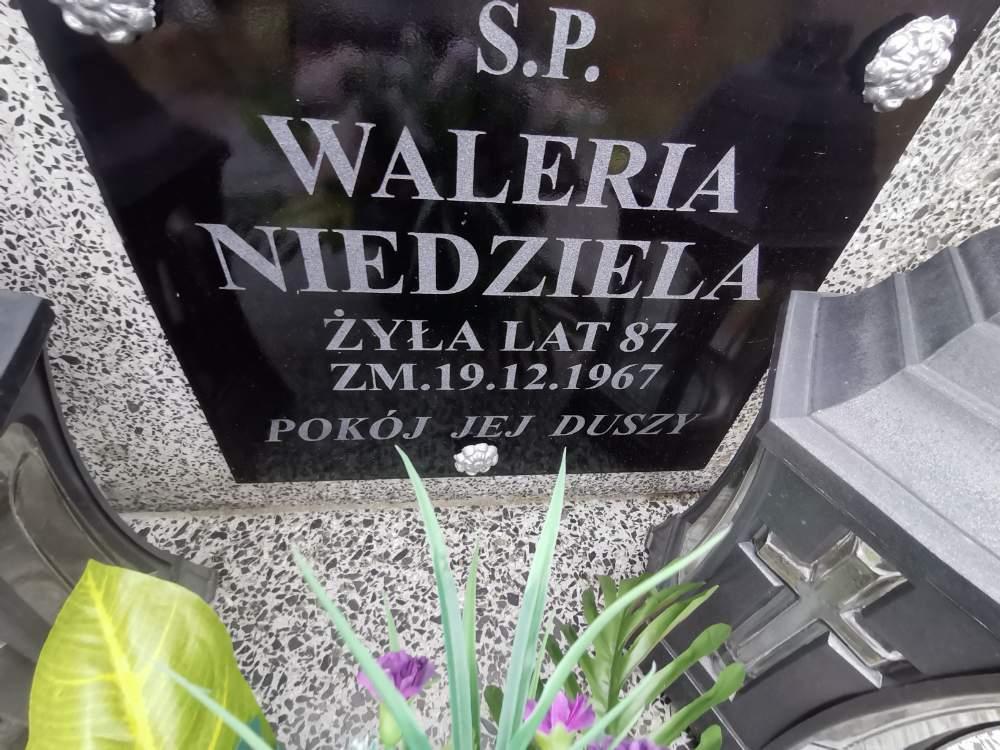 S.P.
WALERIA
NIEDZIELA
ŻYŁA LAT 87
ZM.19.12.1967
POKÓJ JEJ DUSZY